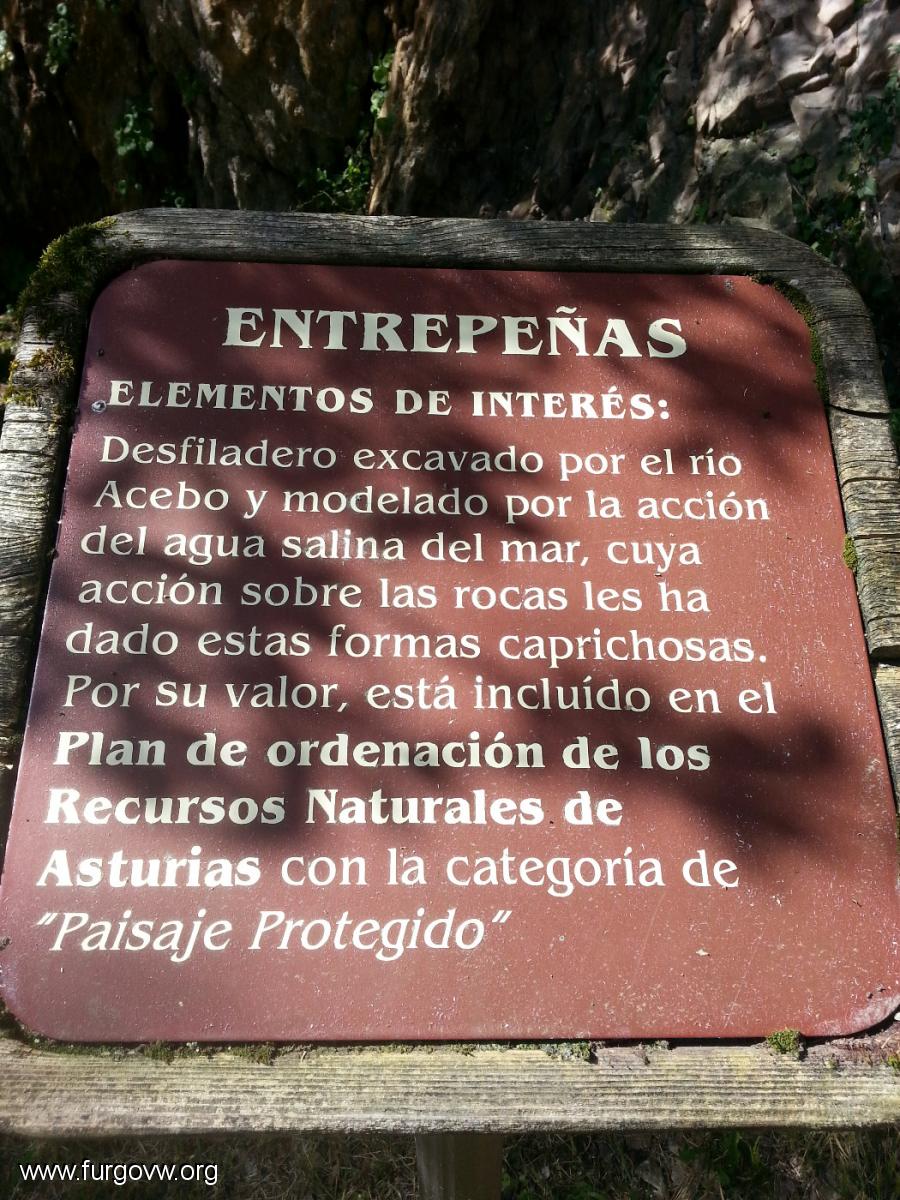 ENTREPEÑAS
ELEMENTOS DE INTERÉS:
Desfiladero excavado por el río
Acebo y modelado por la acción
del agua salina del mar, cuya
acción sobre las rocas les ha
dado estas formas caprichosas.
Por su valor, está incluído en el
Plan de ordenación de los
Recursos Naturales de
Asturias con la categoría de
"Paisaje Protegido"
www.furgovw.org